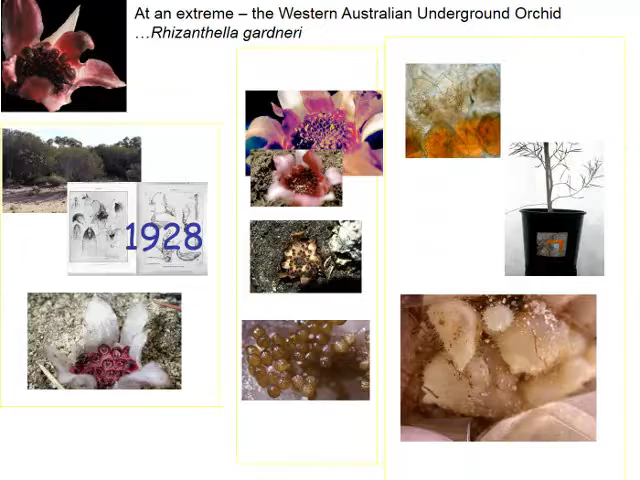 At an extreme – the Western Australian Underground Orchid
…Rhizanthella gardneri
1928